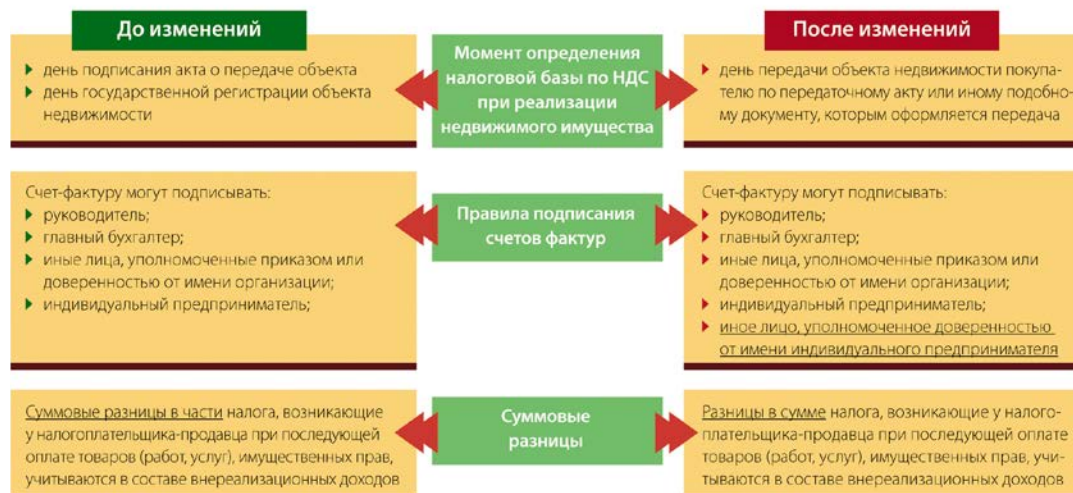 До изменений
После изменений
день подписания акта о передаче объекта
день государственной регистрации объекта
недвижимости
Момент определения
налоговой базы по НДС
при реализации
недвижимого имущества
день передачи объекта недвижимости покупа-
телю по передаточному акту или иному подобно-
му документу, которым оформляется передача
Счет-фактуру могут подписывать:
руководитель;
главный бухгалтер;
иные лица, уполномоченные приказом или
доверенностью от имени организации;
индивидуальный предприниматель;
Правила подписания
счетов фактур
Счет-фактуру могут подписывать:
руководитель;
главный бухгалтер;
иные лица, уполномоченные приказом или
доверенностью от имени организации;
индивидуальный предприниматель;
иное лицо, уполномоченное доверенностью
от имени индивидуального предпринимателя
Суммовые разницы в части налога, возникающие
у налогоплательщика-продавца при последующей
оплате товаров (работ, услуг), имущественных прав,
учитываются в составе внереализационных доходов
Суммовые
разницы
Разницы в сумме налога, возникающие у налого-
плательщика-продавца при последующей оплате
товаров (работ, услуг), имущественных прав, учи-
тываются в составе внереализационных доходов